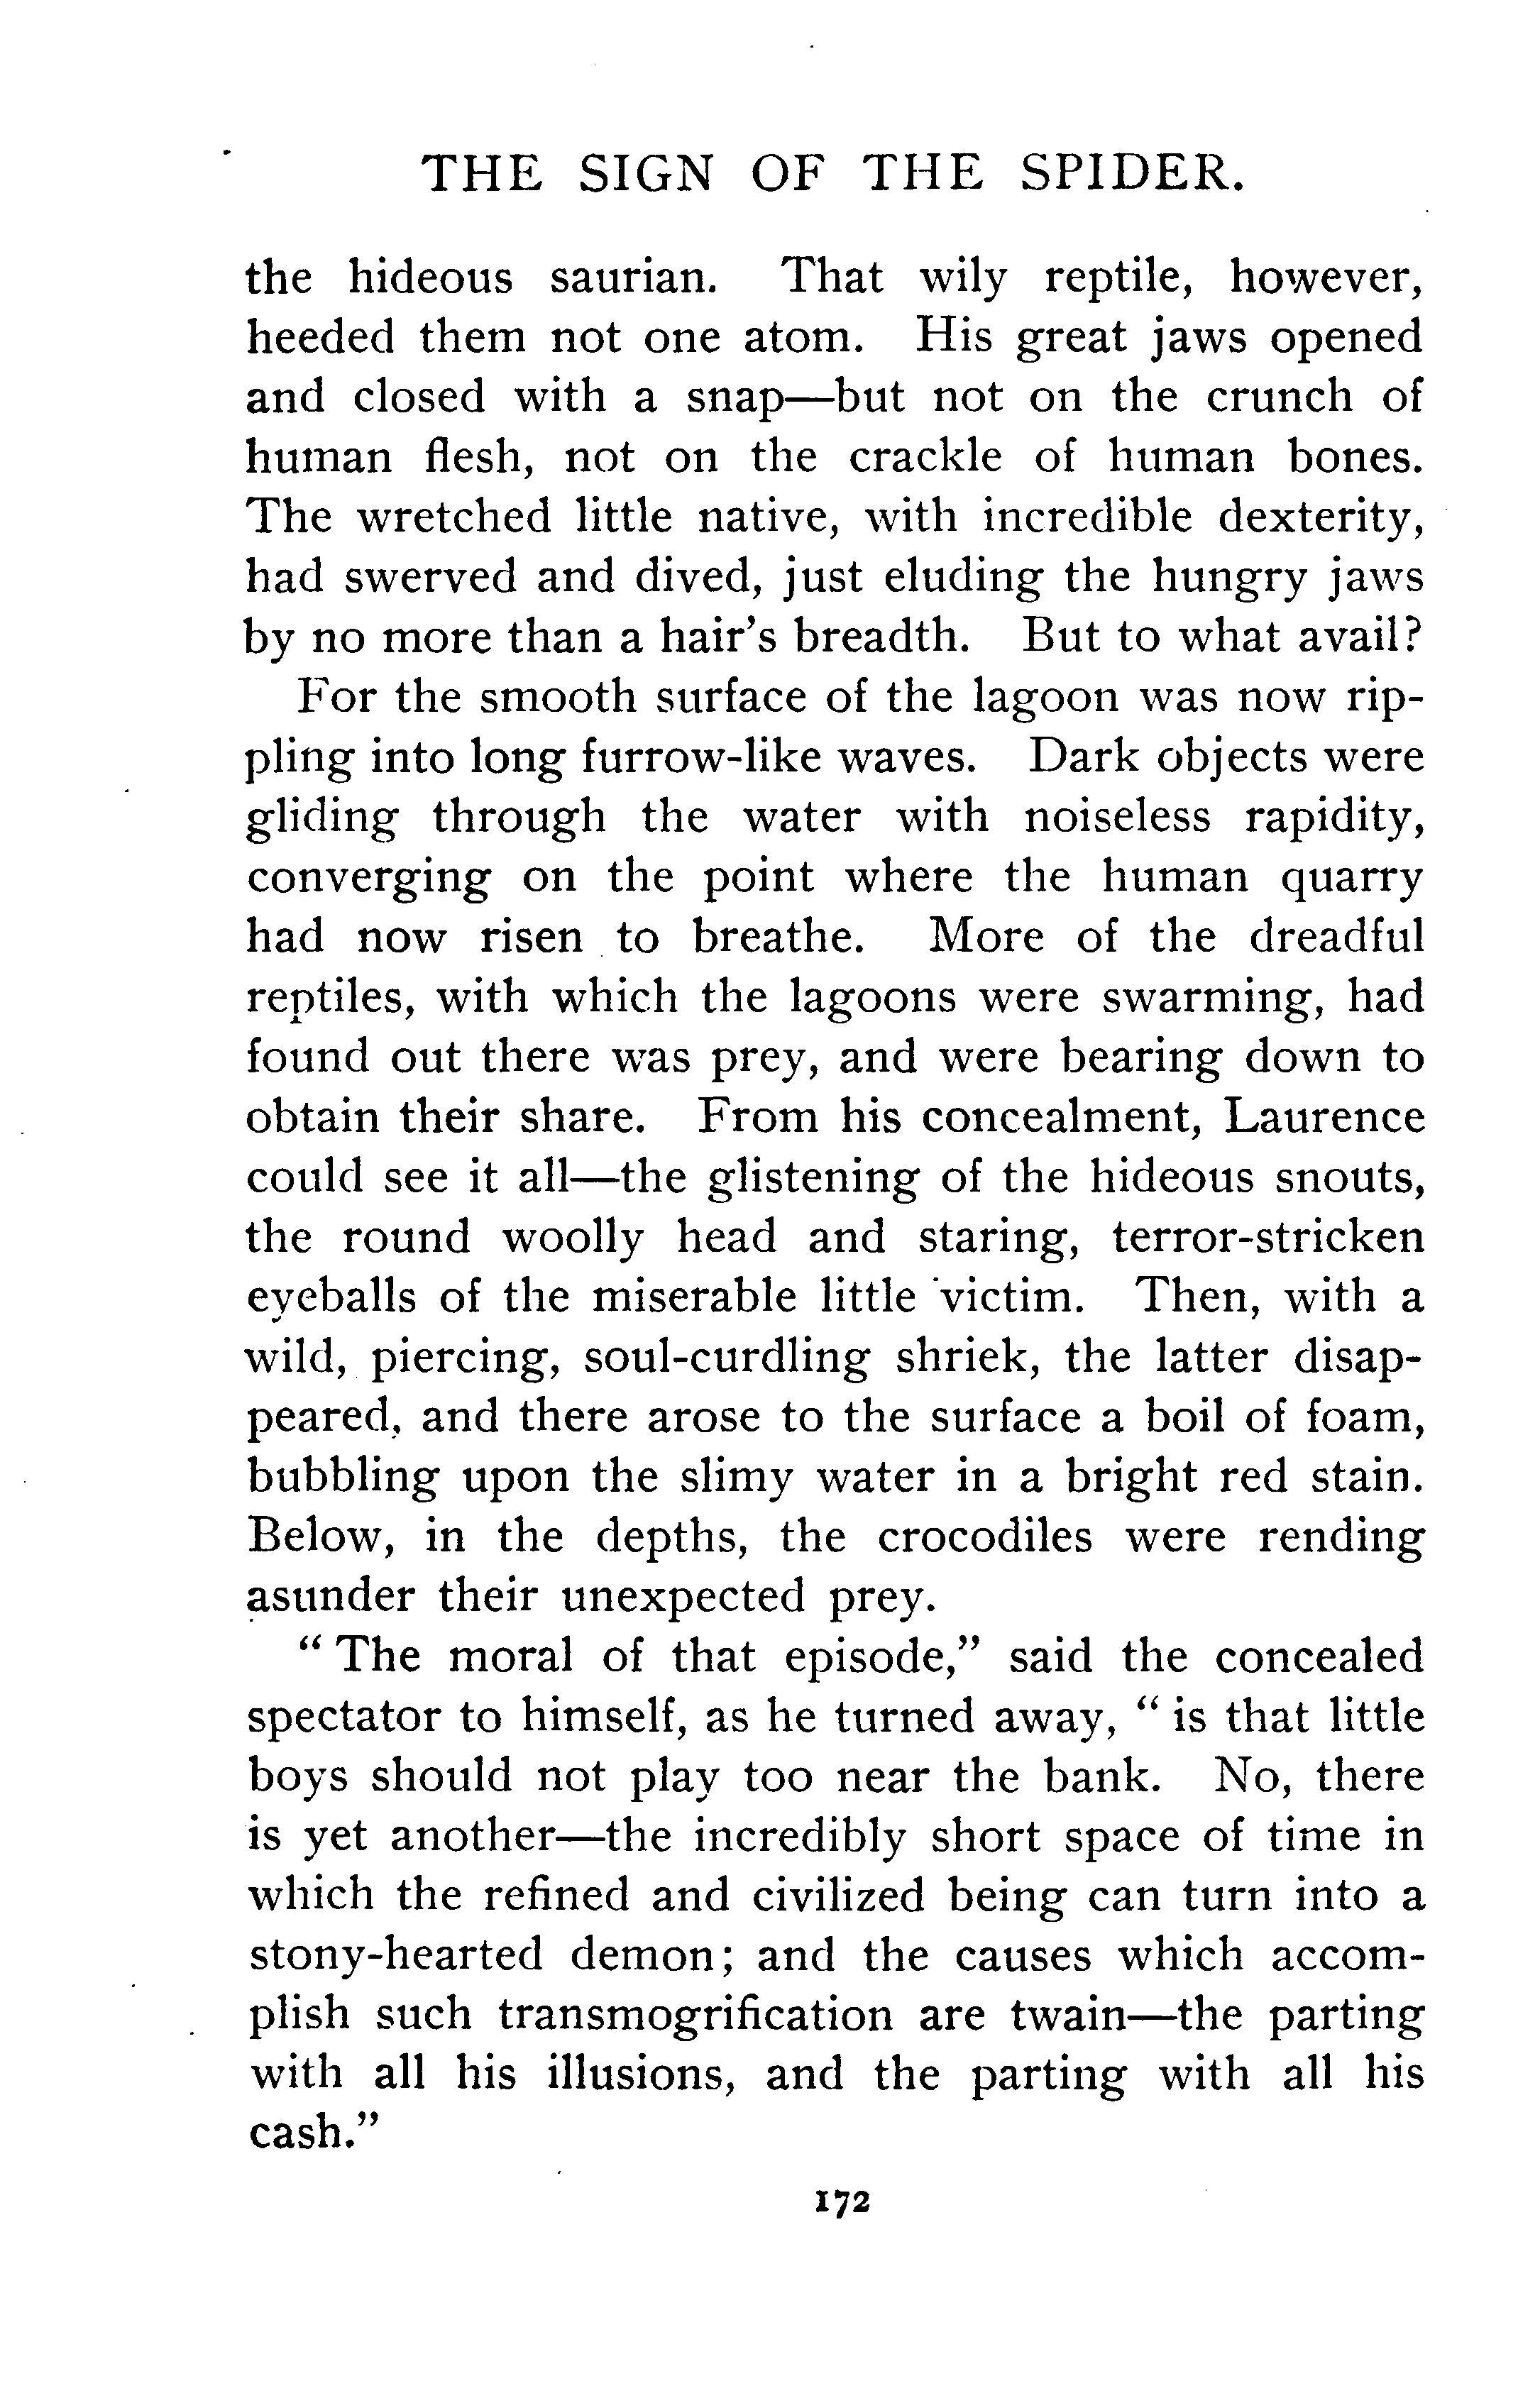 THE SIGN OF THE SPIDER.
the hideous saurian. That wily reptile, however,
heeded them not one atom. His great jaws opened
and closed with a snap—but not on the crunch of
human flesh, not on the crackle of human bones.
The wretched little native, with incredible dexterity,
had swerved and dived, just eluding the hungry jaws
by no more than a hair's breadth. But to what avail?
For the smooth surface of the lagoon was now rip-
pling into long furrow-like waves. Dark objects were
gliding through the water with noiseless rapidity,
converging on the point where the human quarry
had now risen to breathe. More of the dreadful
reptiles, with which the lagoons were swarming, had
found out there was prey, and were bearing down to
obtain their share. From his concealment, Laurence
could see it all—the glistening of the hideous snouts,
the round woolly head and staring, terror-stricken
eyeballs of the miserable little victim. Then, with a
wild, piercing, soul-curdling shriek, the latter disap-
peared, and there arose to the surface a boil of foam,
bubbling upon the slimy water in a bright red stain.
Below, in the depths, the crocodiles were rending
asunder their unexpected prey.
"The moral of that episode," said the concealed
spectator to himself, as he turned away, "is that little
boys should not play too near the bank. No, there
is yet another—the incredibly short space of time in
which the refined and civilized being can turn into a
stony-hearted demon; and the causes which accom-
plish such transmogrification are twain—the parting
with all his illusions, and the parting with all his
cash."
172